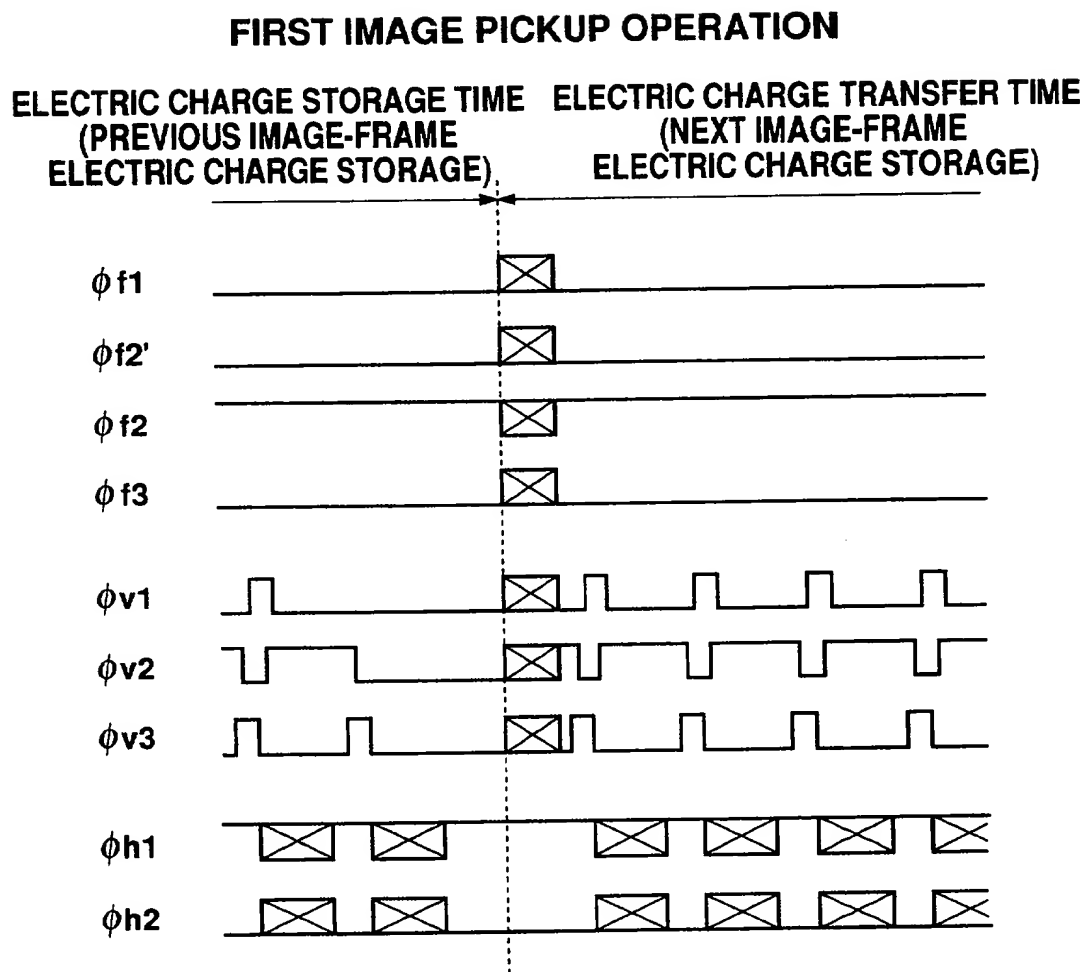 FIRST IMAGE PICKUP OPERATION
ELECTRIC CHARGE STORAGE TIME
(PREVIOUS IMAGE-FRAME
ELECTRIC CHARGE STORAGE)
ELECTRIC CHARGE TRANSFER TIME
(NEXT IMAGE-FRAME
ELECTRIC CHARGE STORAGE)
ϕf1
ϕf2'
ϕf2
ϕf3
ϕv1
ϕv2
ϕv3
ϕh1
ϕh2